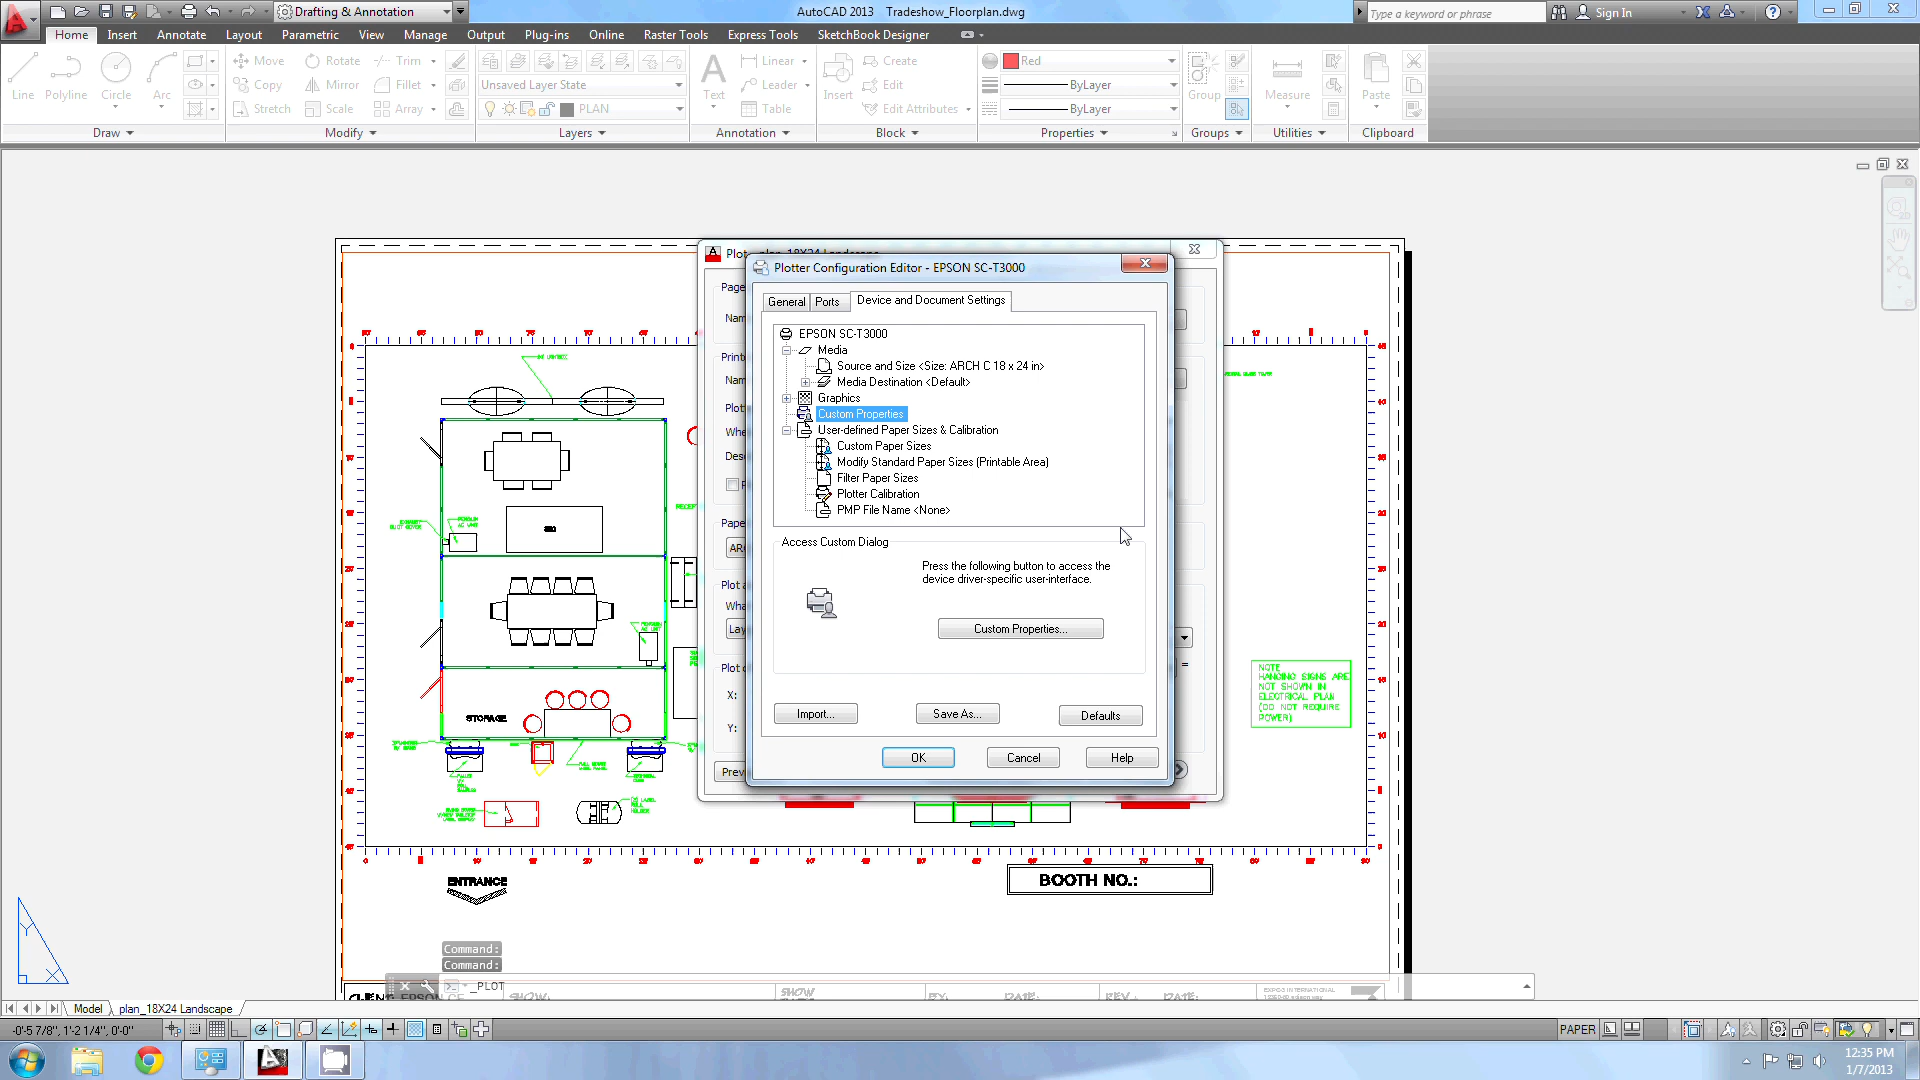 Drafting & Annotation
AutoCAD 2013 Tradeshow_Floorplan.dwg
Type a keyword or phrase
Sign In
Home Insert Annotate Layout Parametric View Manage Output Plug-ins Online Raster Tools Express Tools SketchBook Designer
Line Polyline Circle Arc
Move Rotate Trim
Copy Mirror Fillet
Stretch Scale Array
Unsaved Layer State
PLAN
Text
Linear
Leader
Table
Insert
Create
Edit
Edit Attributes
Red
ByLayer
ByLayer
Group
Measure
Paste
Draw Modify Layers Annotation Block Properties Groups Utilities Clipboard
Plotter Configuration Editor - EPSON SC-T3000
General Ports Device and Document Settings
EPSON SC-T3000
Media
Source and Size <Size: ARCH C 18 x 24 in>
Media Destination <Default>
Graphics
Custom Properties
User-defined Paper Sizes & Calibration
Custom Paper Sizes
Modify Standard Paper Sizes (Printable Area)
Filter Paper Sizes
Plotter Calibration
PMP File Name <None>
Access Custom Dialog
Press the following button to access the
device driver-specific user-interface.
Custom Properties...
Import... Save As... Defaults
OK Cancel Help
X:
Y:
STORAGE
NOTE
HANGING SIGNS ARE
NOT SHOWN IN
ELECTRICAL PLAN
(DO NOT REQUIRE
POWER)
ENTRANCE
BOOTH NO.:
Command:
Command:
_PLOT
SHOW
Model plan_18X24 Landscape
-0'-5 7/8", 1'-2 1/4", 0'-0"
PAPER
12:35 PM
1/7/2013